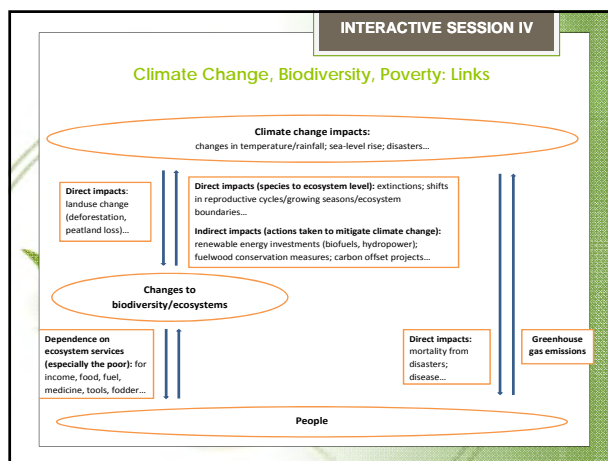 INTERACTIVE SESSION IV
Climate Change, Biodiversity, Poverty: Links
Climate change impacts:
changes in temperature/rainfall; sea-level rise; disasters…
Direct impacts:
landuse change
(deforestation,
peatland loss)…
Direct impacts (species to ecosystem level): extinctions; shifts
in reproductive cycles/growing seasons/ecosystem
boundaries…
Indirect impacts (actions taken to mitigate climate change):
renewable energy investments (biofuels, hydropower);
fuelwood conservation measures; carbon offset projects…
Changes to
biodiversity/ecosystems
Dependence on
ecosystem services
(especially the poor): for
income, food, fuel,
medicine, tools, fodder…
Direct impacts:
mortality from
disasters;
disease…
Greenhouse
gas emissions
People